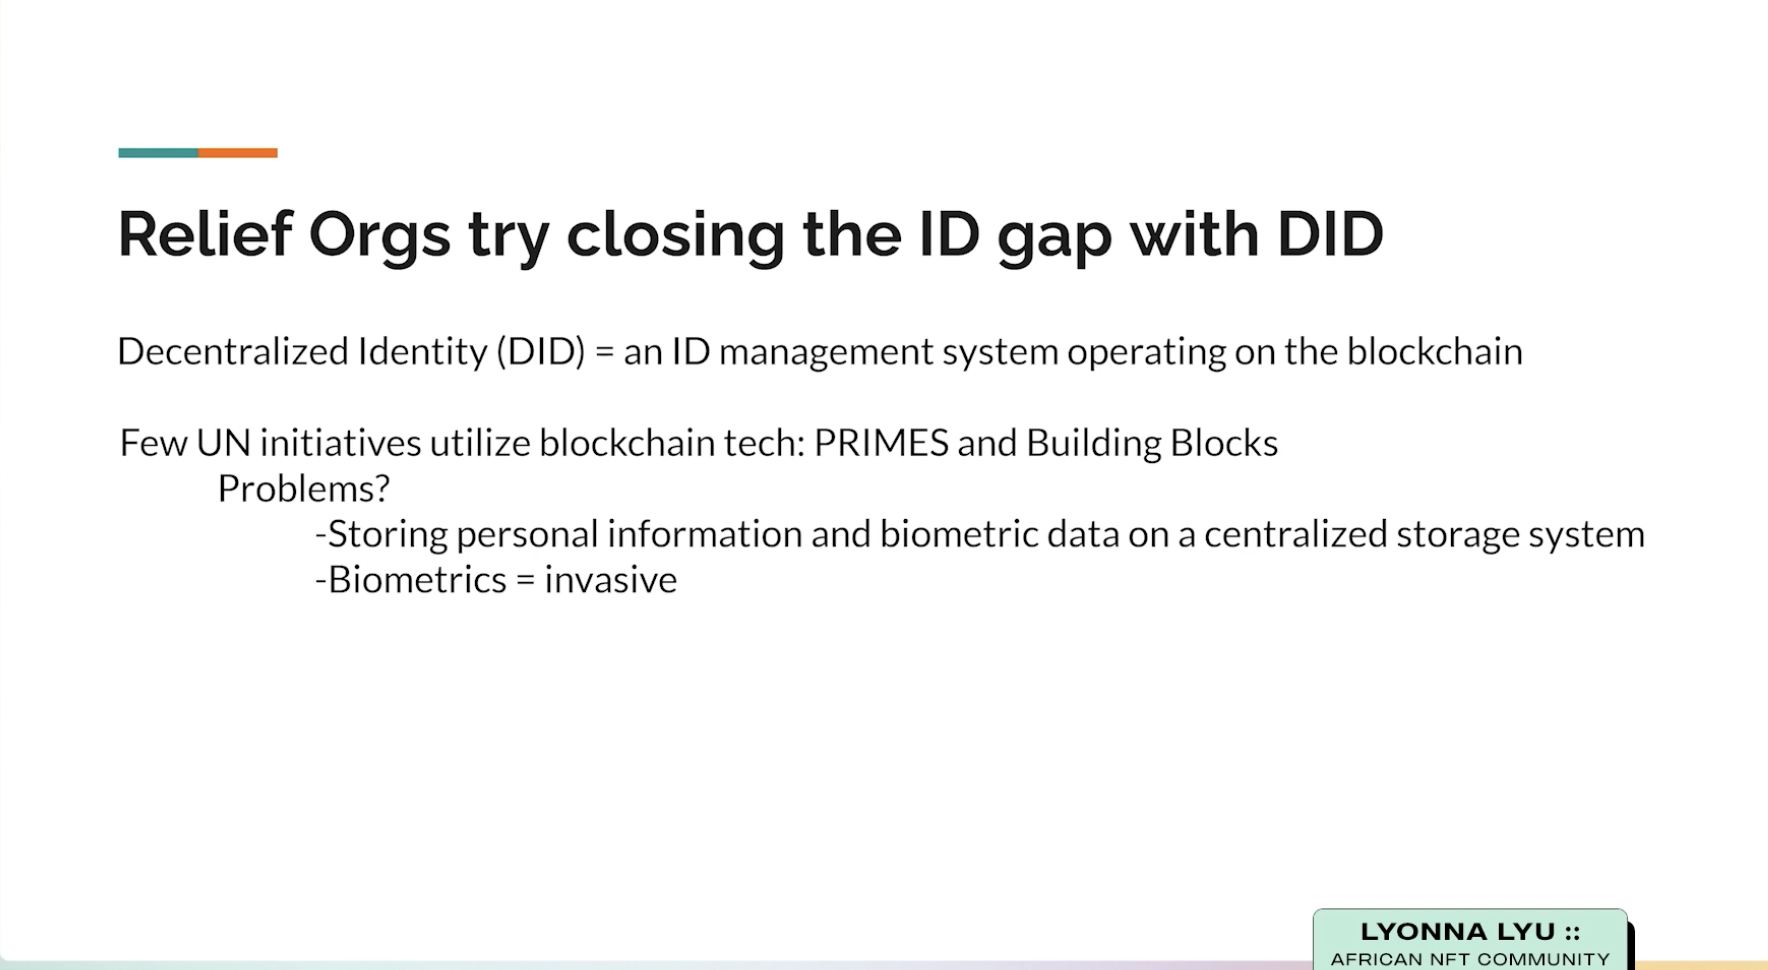 Relief Orgs try closing the ID gap with DID
Decentralized Identity (DID) = an ID management system operating on the blockchain
Few UN initiatives utilize blockchain tech: PRIMES and Building Blocks
Problems?
-Storing personal information and biometric data on a centralized storage system
-Biometrics = invasive
LYONNA LYU ::
AFRICAN NFT COMMUNITY